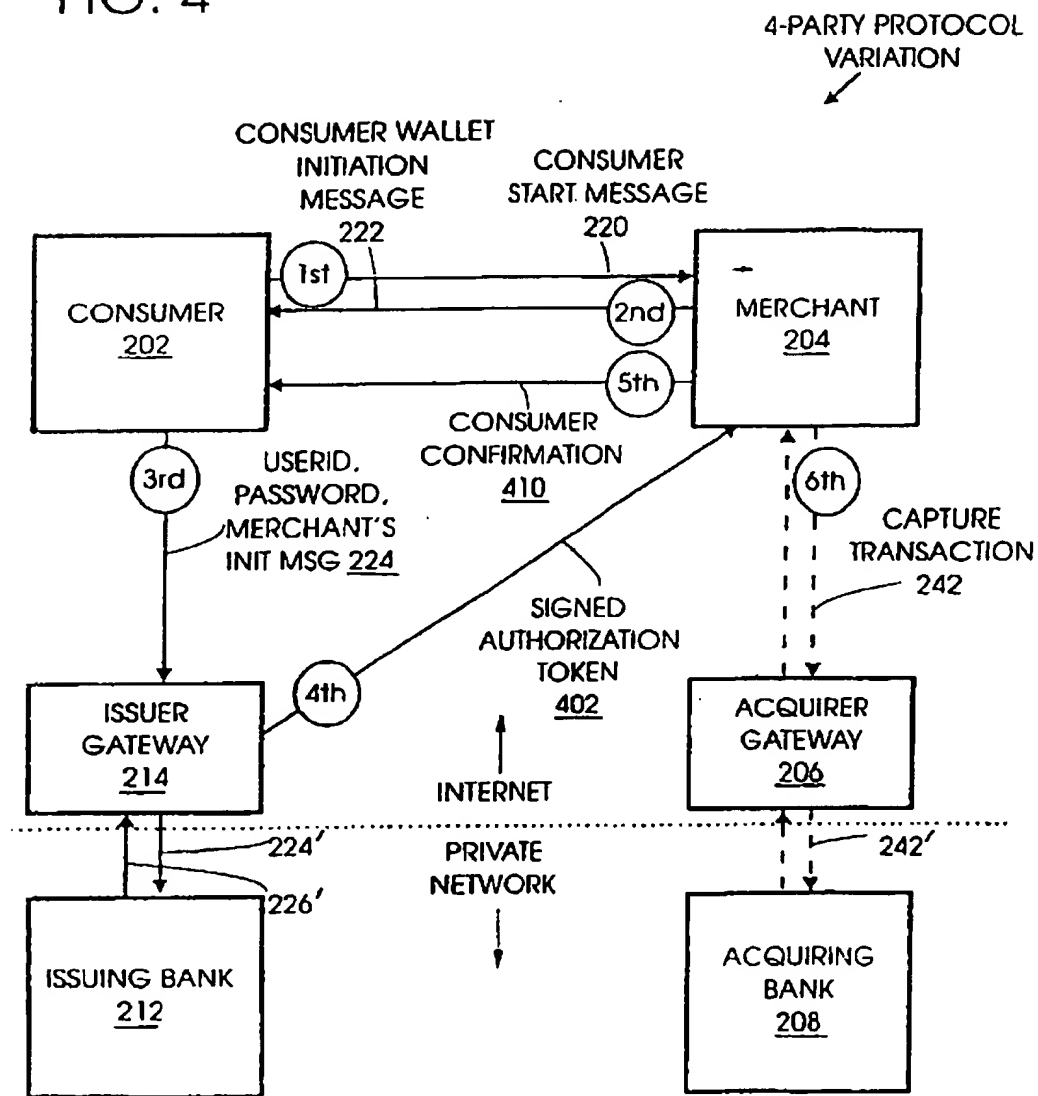 FIG. 4
4-PARTY PROTOCOL
VARIATION
CONSUMER WALLET
INITIATION
MESSAGE
222
CONSUMER
START MESSAGE
220
1st
2nd
5th
CONSUMER
202
MERCHANT
204
CONSUMER
CONFIRMATION
410
3rd
USERID,
PASSWORD,
MERCHANT'S
INIT MSG 224
6th
CAPTURE
TRANSACTION
242
SIGNED
AUTHORIZATION
TOKEN
402
4th
ISSUER
GATEWAY
214
ACQUIRER
GATEWAY
206
INTERNET
PRIVATE
NETWORK
224'
226'
242'
ISSUING BANK
212
ACQUIRING
BANK
208